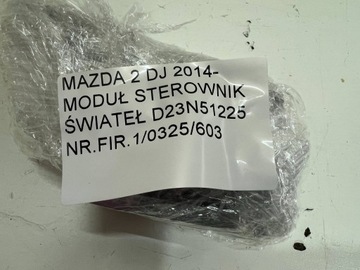 MAZDA 2 DJ 2014-
MODUŁ STEROWNIK
ŚWIATEŁ D23N51225
NR.FIR.1/0325/603